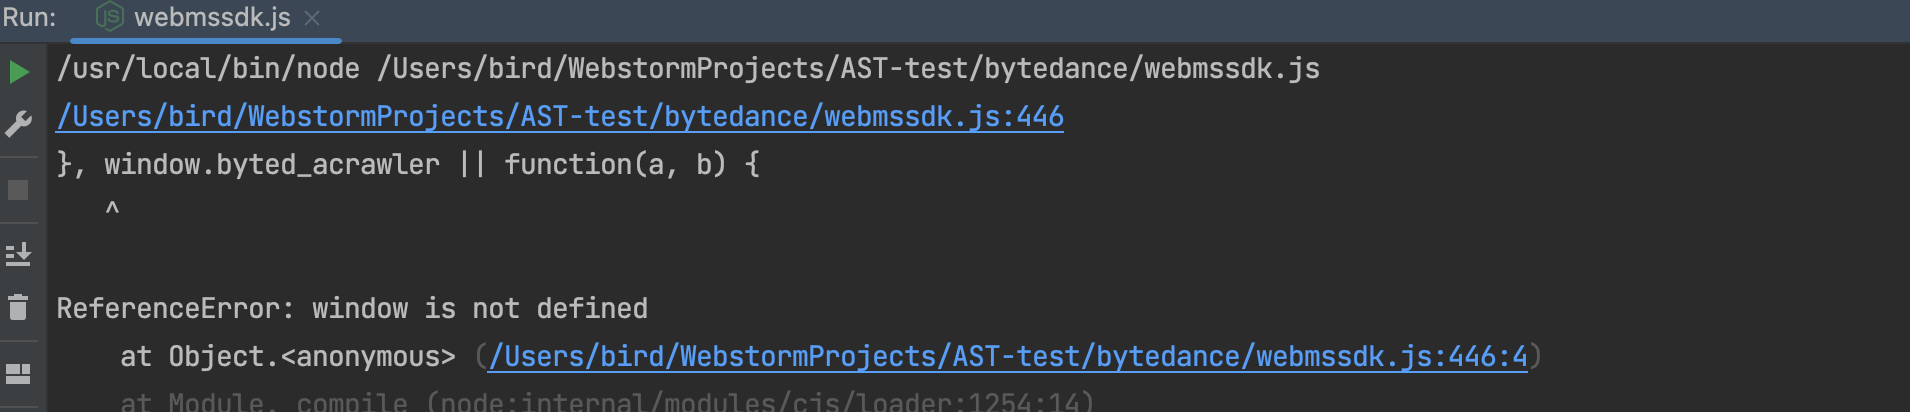 Run: webmssdk.js
/usr/local/bin/node /Users/bird/WebstormProjects/AST-test/bytedance/webmssdk.js
/Users/bird/WebstormProjects/AST-test/bytedance/webmssdk.js:446
}, window.byted_acrawler || function(a, b) {
^
ReferenceError: window is not defined
at Object.<anonymous> (/Users/bird/WebstormProjects/AST-test/bytedance/webmssdk.js:446:4)
at Module._compile (node:internal/modules/cjs/loader:1254:14)